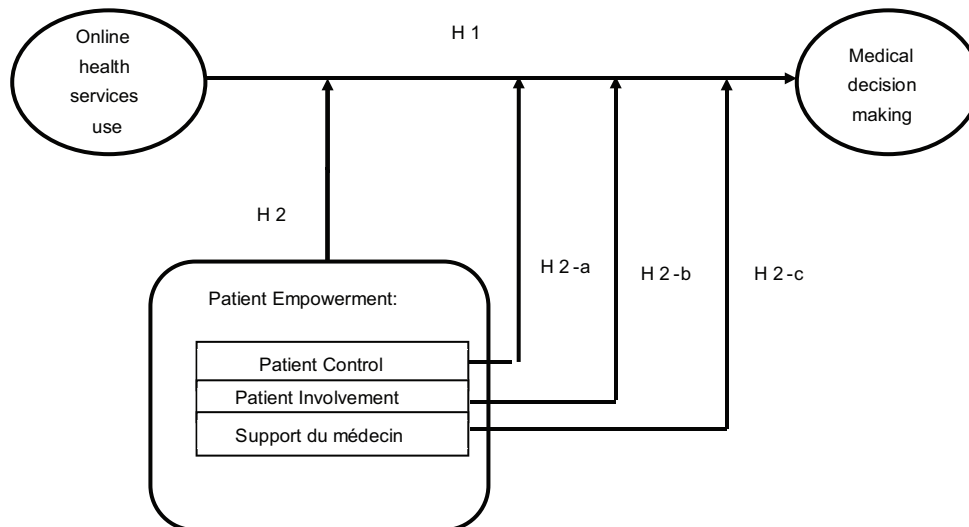 Online
health
services
use
H 1
Medical
decision
making
H 2
H 2 -a
H 2 -b
H 2 -c
Patient Empowerment:
Patient Control
Patient Involvement
Support du médecin